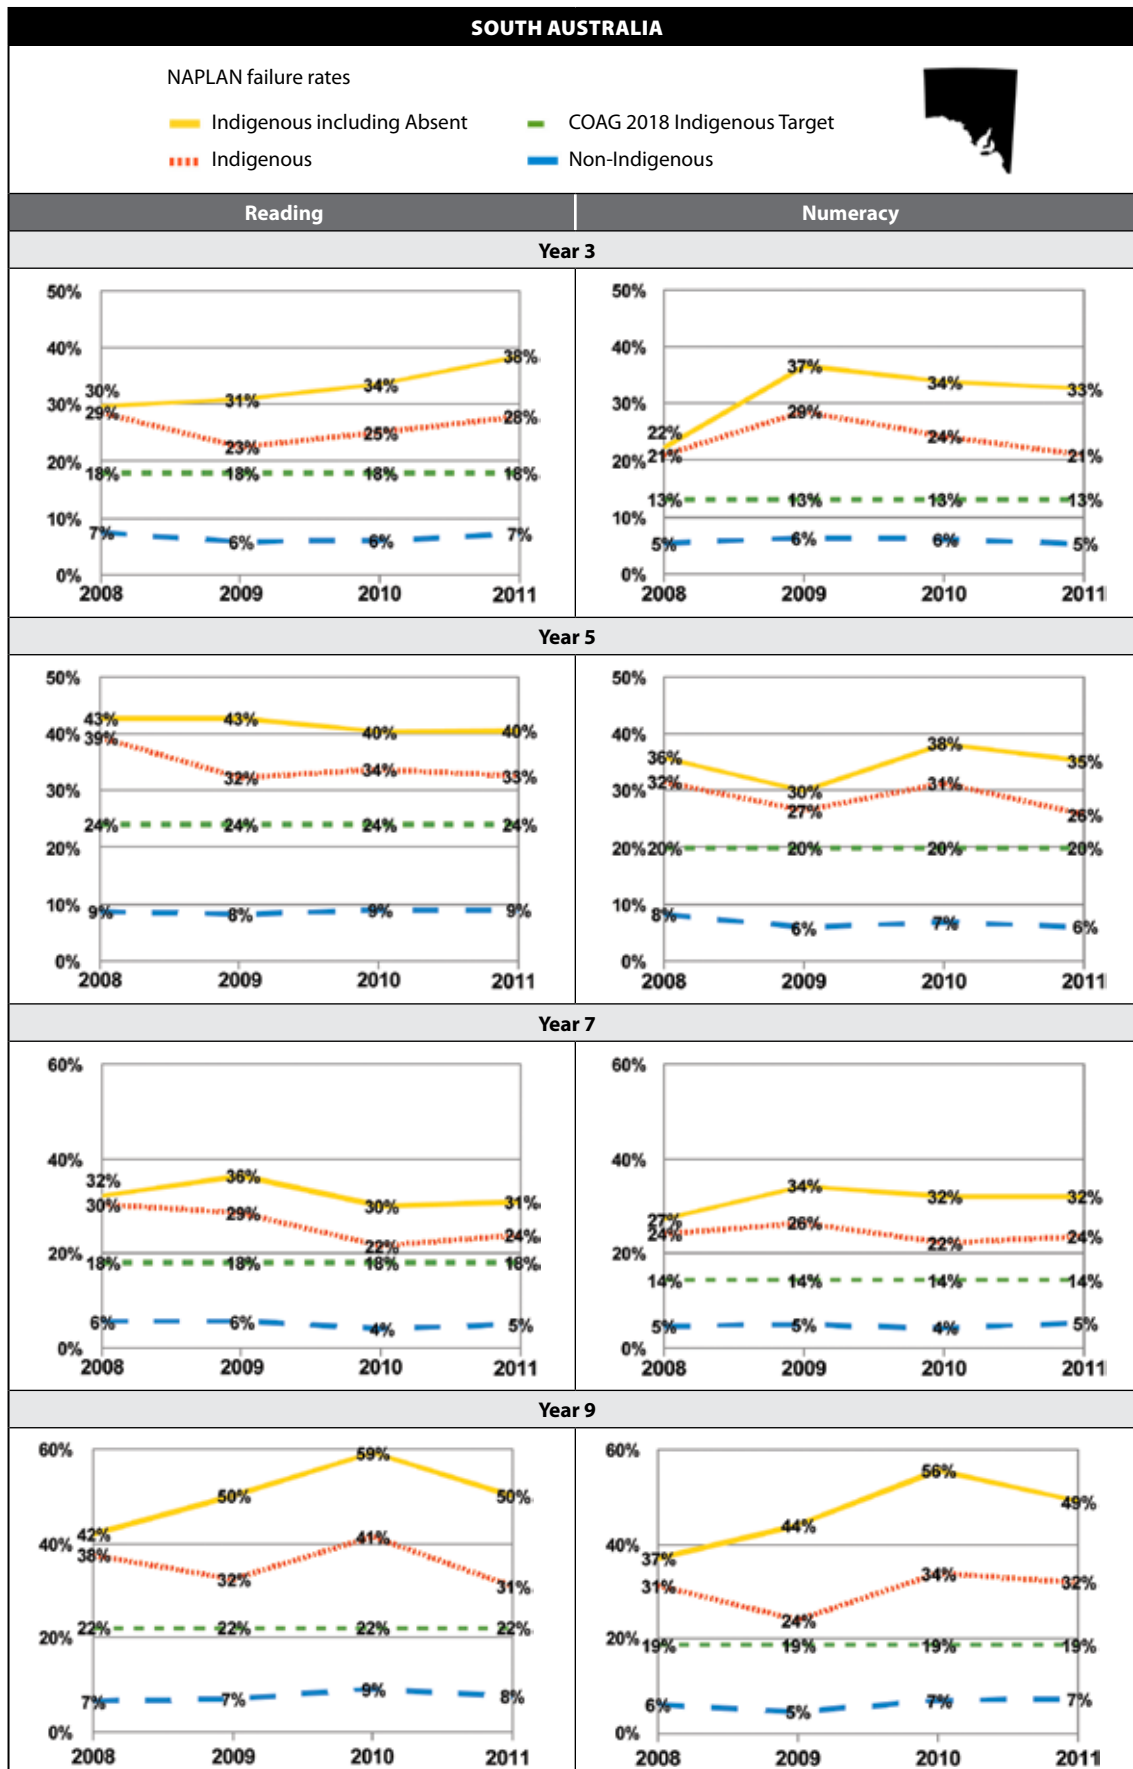 SOUTH AUSTRALIA
NAPLAN failure rates
Indigenous including Absent
COAG 2018 Indigenous Target
Indigenous
Non-Indigenous
Reading
Numeracy
Year 3
50%
40%
30%
20%
10%
0%
30% 31% 34% 38%
29% 23% 25% 28%
18% 18% 18% 18%
7% 6% 6% 7%
2008 2009 2010 2011
50%
40%
30%
20%
10%
0%
22% 37% 34% 33%
21% 29% 24% 21%
13% 13% 13% 13%
5% 6% 6% 5%
2008 2009 2010 2011
Year 5
50%
40%
30%
20%
10%
0%
43% 43% 40% 40%
39% 32% 34% 33%
24% 24% 24% 24%
9% 8% 9% 9%
2008 2009 2010 2011
50%
40%
30%
20%
10%
0%
36% 30% 38% 35%
32% 27% 31% 26%
20% 20% 20% 20%
8% 6% 7% 6%
2008 2009 2010 2011
Year 7
60%
40%
20%
0%
32% 36% 30% 31%
30% 29% 22% 24%
18% 18% 18% 18%
6% 6% 4% 5%
2008 2009 2010 2011
60%
40%
20%
0%
27% 34% 32% 32%
24% 26% 22% 24%
14% 14% 14% 14%
5% 5% 4% 5%
2008 2009 2010 2011
Year 9
60%
40%
20%
0%
42% 50% 59% 50%
38% 32% 41% 31%
22% 22% 22% 22%
7% 7% 9% 8%
2008 2009 2010 2011
60%
40%
20%
0%
37% 44% 56% 49%
31% 24% 34% 32%
19% 19% 19% 19%
6% 5% 7% 7%
2008 2009 2010 2011